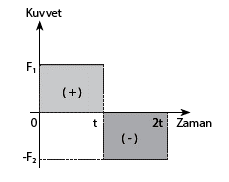 Kuvvet
F₁
(+)
0 t 2t Zaman
(-)
-F₂